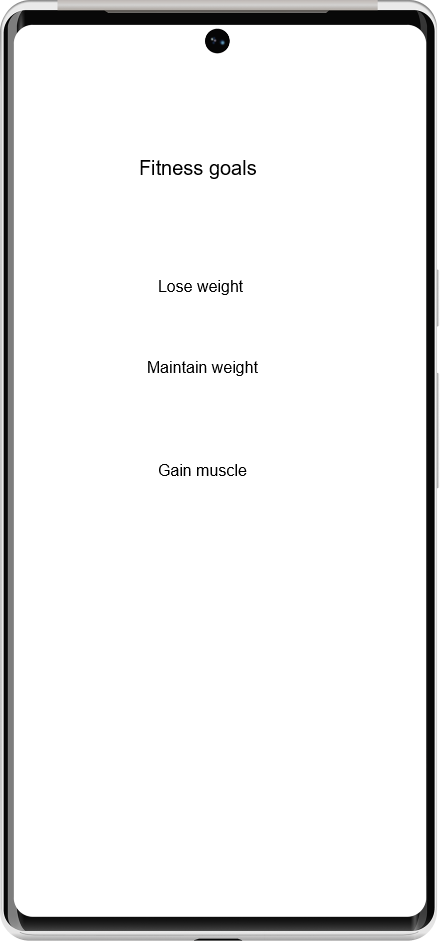 Fitness goals
Lose weight
Maintain weight
Gain muscle